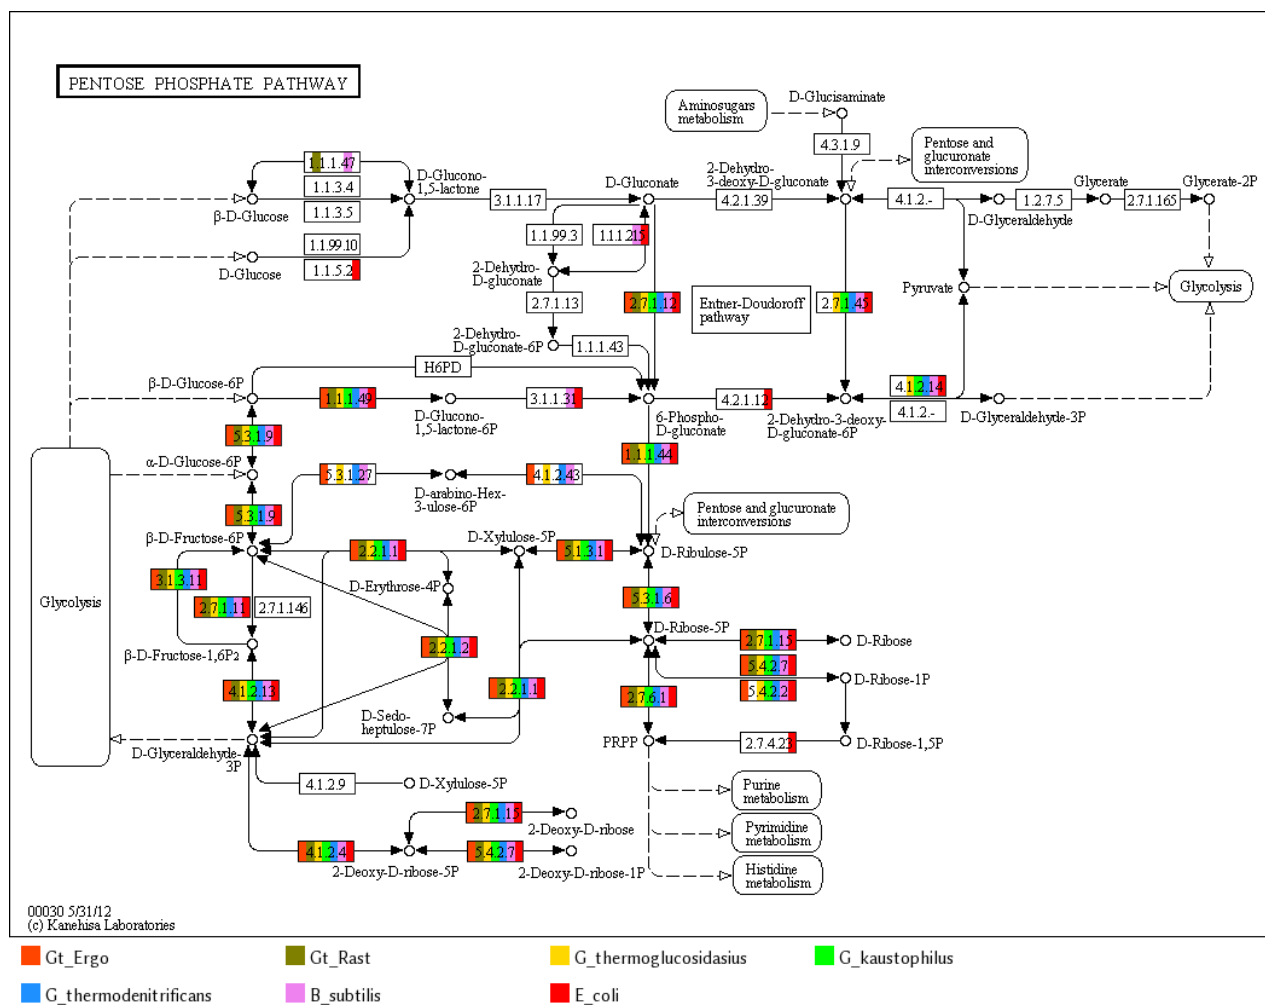 PENTOSE PHOSPHATE PATHWAY
Aminosugars
metabolism
D-Glucisaminate
4.3.1.9
Pentose and
glucuronate
interconversions
1.1.1.47
1.1.3.4
1.1.3.5
β-D-Glucose
D-Glucono-
1,5-lactone
3.1.1.17
D-Gluconate
2-Dehydro-
3-deoxy-D-gluconate
4.2.1.39
4.1.2.-
D-Glyceraldehyde
1.2.7.5
Glycerate
2.7.1.165
Glycerate-2P
1.1.99.10
1.1.5.2
D-Glucose
1.1.99.3
1.1.1.215
2-Dehydro-
D-gluconate
2.7.1.13
2.7.1.12
Entner-Doudoroff
pathway
2.7.1.45
Pyruvate
Glycolysis
2-Dehydro-
D-gluconate-6P
1.1.1.43
H6PD
β-D-Glucose-6P
1.1.1.49
D-Glucono-
1,5-lactone-6P
3.1.1.31
6-Phospho-
D-gluconate
4.2.1.12
2-Dehydro-3-deoxy-
D-gluconate-6P
4.1.2.14
4.1.2.-
D-Glyceraldehyde-3P
5.3.1.9
1.1.1.44
α-D-Glucose-6P
5.3.1.27
D-arabino-Hex-
3-ulose-6P
4.1.2.43
5.3.1.9
Pentose and glucuronate
interconversions
β-D-Fructose-6P
2.2.1.1
D-Xylulose-5P
5.1.3.1
D-Ribulose-5P
3.1.3.11
2.7.1.11
2.7.1.146
D-Erythrose-4P
5.3.1.6
Glycolysis
D-Ribose-5P
2.7.1.15
D-Ribose
β-D-Fructose-1,6P2
2.2.1.2
5.4.2.7
5.4.2.2
D-Ribose-1P
4.1.2.13
2.2.1.1
2.7.6.1
D-Sedo-
heptulose-7P
D-Glyceraldehyde-
3P
PRPP
2.7.4.23
D-Ribose-1,5P
4.1.2.9
D-Xylulose-5P
Purine
metabolism
2.7.1.15
2-Deoxy-D-ribose
Pyrimidine
metabolism
4.1.2.4
2-Deoxy-D-ribose-5P
5.4.2.7
2-Deoxy-D-ribose-1P
Histidine
metabolism
00030 5/31/12
(c) Kanehisa Laboratories
Gt_Ergo
Gt_Rast
G_thermoglucosidasius
G_kaustophilus
G_thermodenitrificans
B_subtilis
E_coli